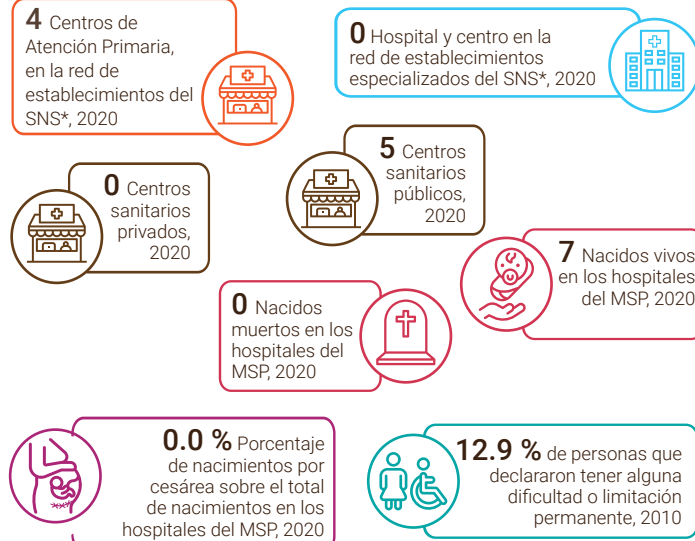 4 Centros de
Atención Primaria,
en la red de
establecimientos del
SNS*, 2020
0 Hospital y centro en la
red de establecimientos
especializados del SNS*, 2020
0 Centros
sanitarios
privados,
2020
5 Centros
sanitarios
públicos,
2020
7 Nacidos vivos
en los hospitales
del MSP, 2020
0 Nacidos
muertos en los
hospitales del
MSP, 2020
0.0 % Porcentaje
de nacimientos por
cesárea sobre el total
de nacimientos en los
hospitales del MSP, 2020
12.9 % de personas que
declararon tener alguna
dificultad o limitación
permanente, 2010